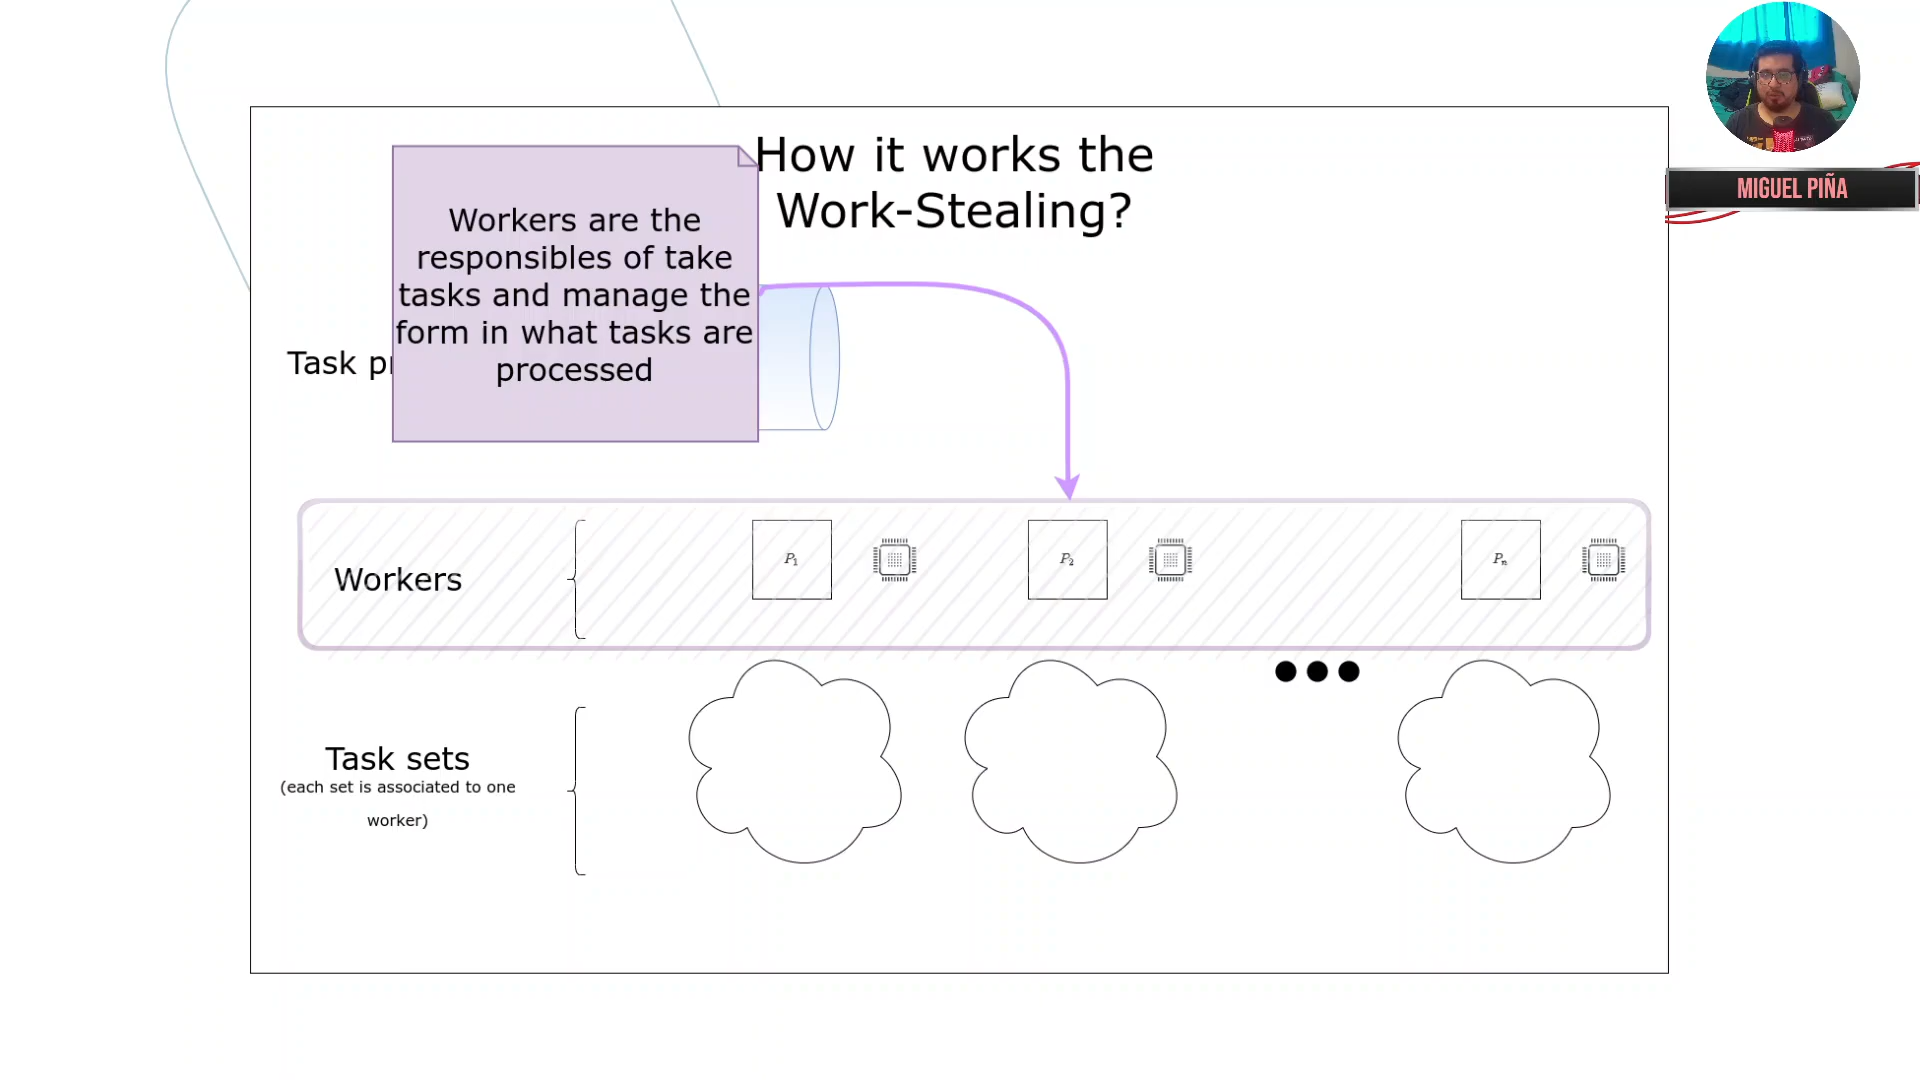 How it works the
Work-Stealing?
MIGUEL PIÑA
Workers are the
responsibles of take
tasks and manage the
form in what tasks are
processed
Task
Workers
P1
P2
Pn
Task sets
(each set is associated to one
worker)